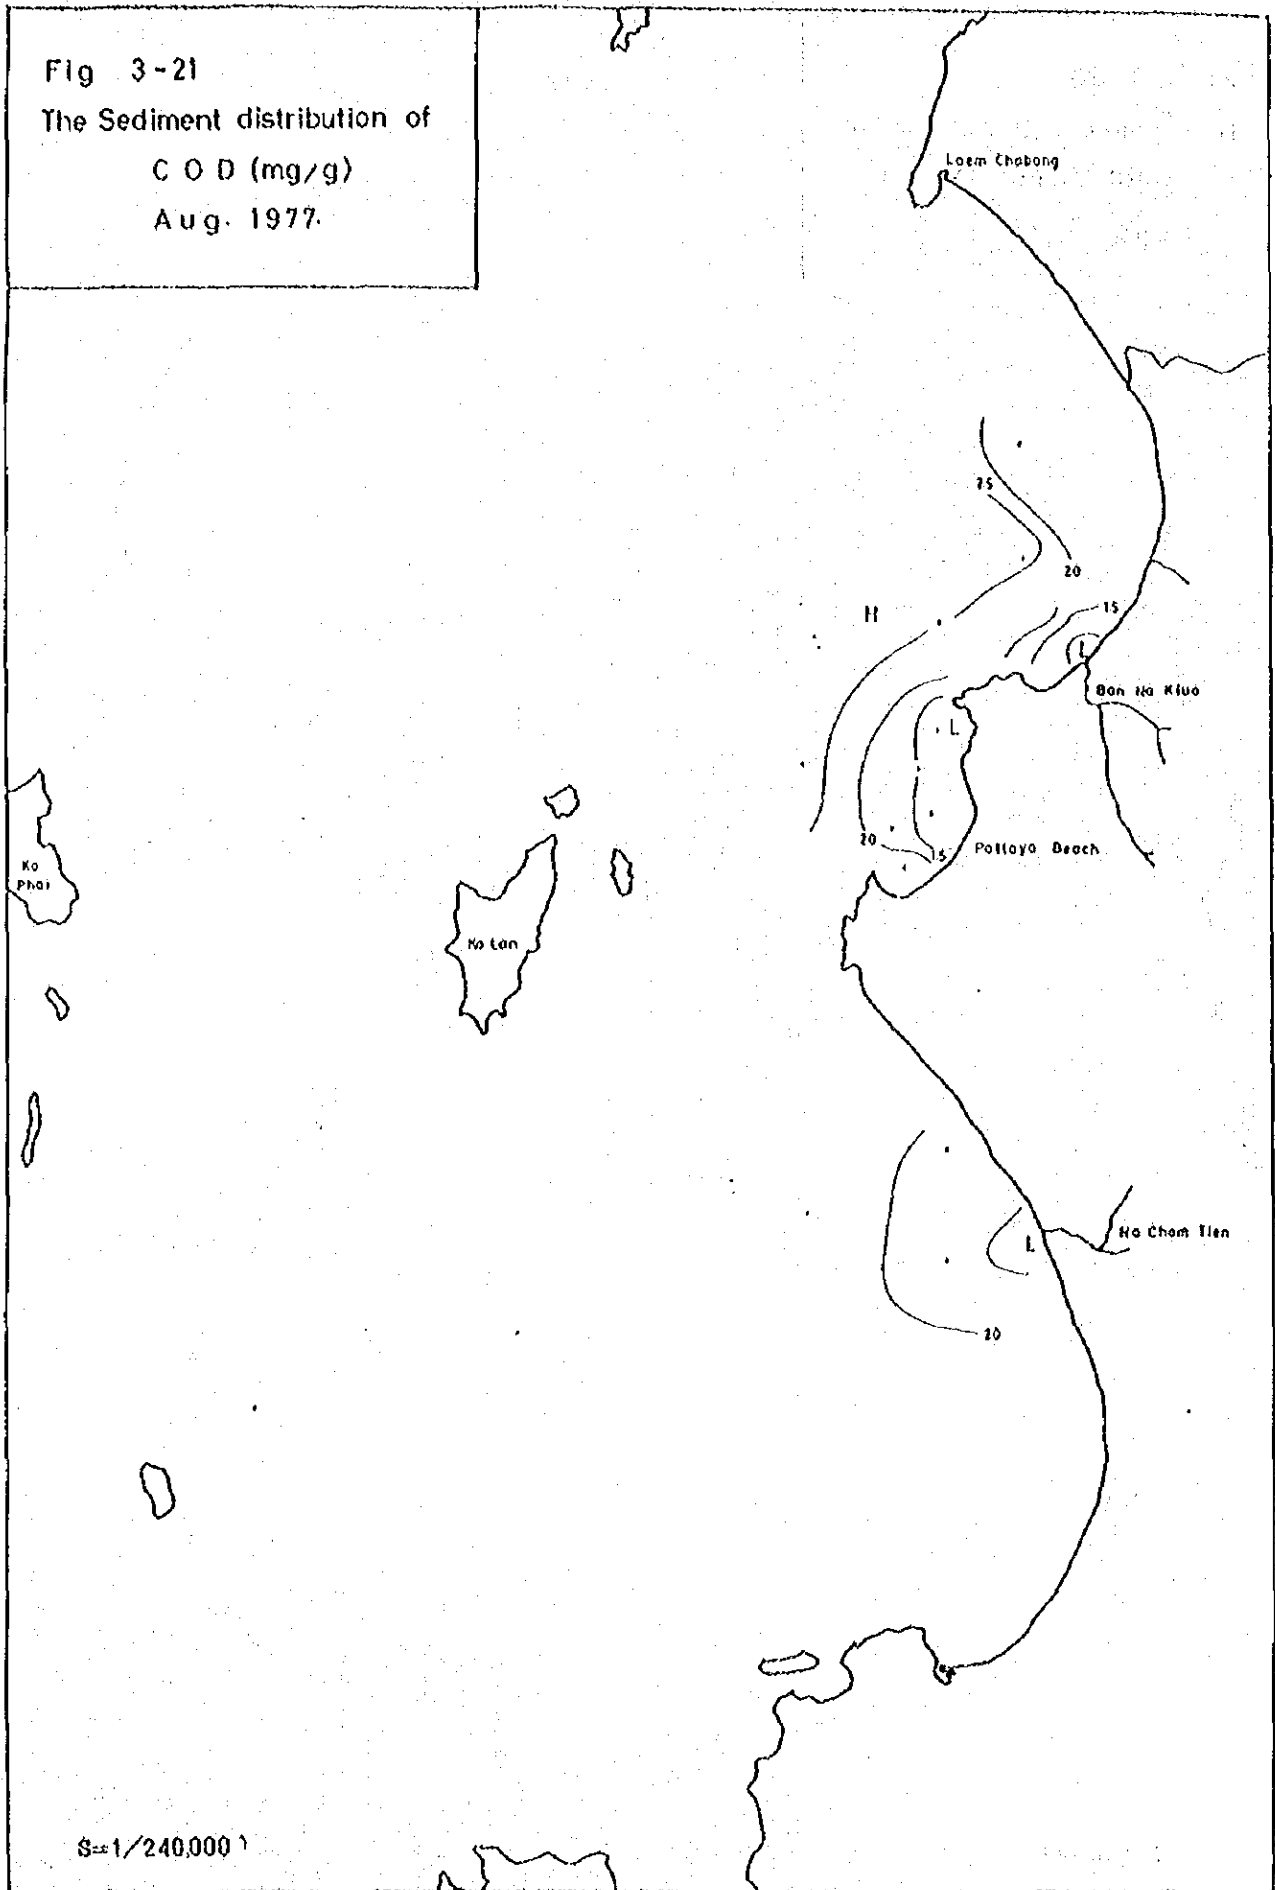 Fig 3-21
The Sediment distribution of
C O D (mg/g)
Aug. 1977.
Laem Chabang
25
20
H
15
L
Ban Na Klua
L
20
15
Pattaya Beach
Ko
Phai
Ko Lan
L
Na Chom Tien
20
S=1/240,000